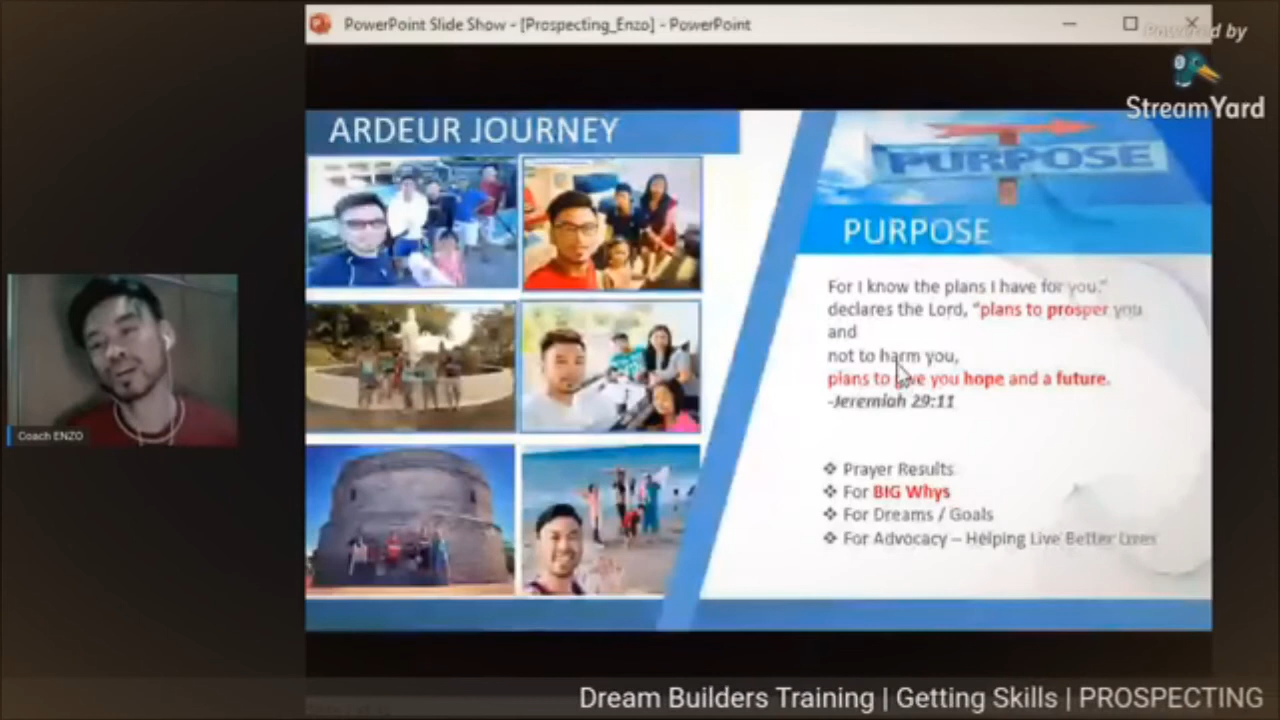 PowerPoint Slide Show - [Prospecting_Enzo] - PowerPoint
Powered by
StreamYard
ARDEUR JOURNEY
PURPOSE
PURPOSE
For I know the plans I have for you,"
declares the Lord, "plans to prosper you
and
not to harm you,
plans to give you hope and a future.
-Jeremiah 29:11
❖ Prayer Results
❖ For BIG Whys
❖ For Dreams / Goals
❖ For Advocacy – Helping Live Better Lives
Coach ENZO
Dream Builders Training | Getting Skills | PROSPECTING